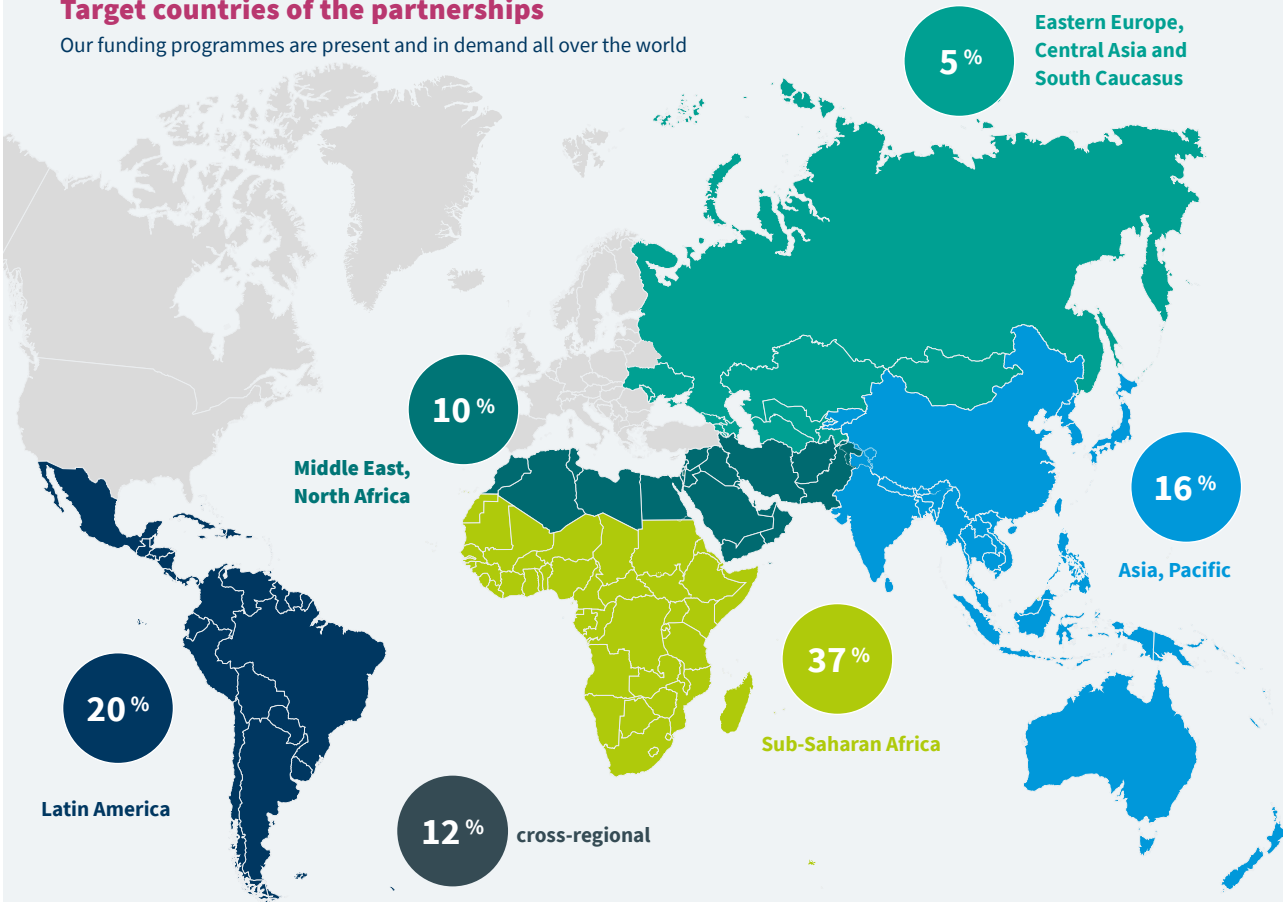 Target countries of the partnerships
Our funding programmes are present and in demand all over the world
5 %
Eastern Europe,
Central Asia and
South Caucasus
10 %
Middle East,
North Africa
16 %
Asia, Pacific
37 %
Sub-Saharan Africa
20 %
Latin America
12 %
cross-regional